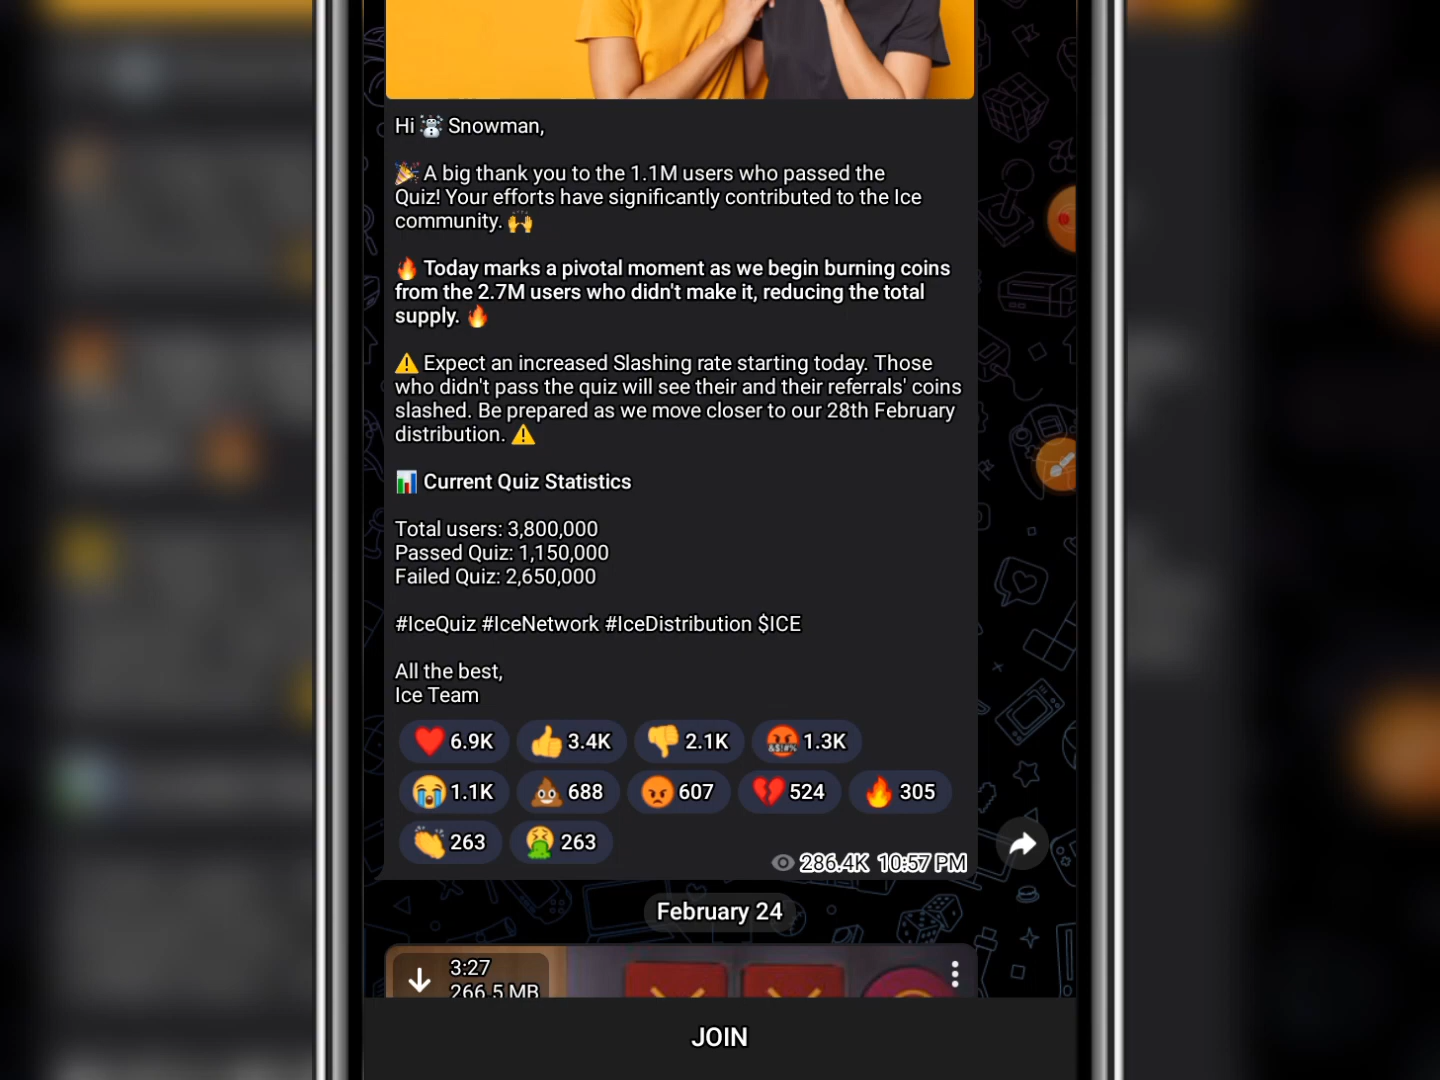 Hi ☃️ Snowman,
🎉 A big thank you to the 1.1M users who passed the
Quiz! Your efforts have significantly contributed to the Ice
community. 🙌
🔥 Today marks a pivotal moment as we begin burning coins
from the 2.7M users who didn't make it, reducing the total
supply. 🔥
⚠️ Expect an increased Slashing rate starting today. Those
who didn't pass the quiz will see their and their referrals' coins
slashed. Be prepared as we move closer to our 28th February
distribution. ⚠️
📊 Current Quiz Statistics
Total users: 3,800,000
Passed Quiz: 1,150,000
Failed Quiz: 2,650,000
#IceQuiz #IceNetwork #IceDistribution $ICE
All the best,
Ice Team
❤️ 6.9K 👍 3.4K 👎 2.1K 🤬 1.3K
😭 1.1K 💩 688 😡 607 💔 524 🔥 305
👏 263 🤮 263
286.4K 10:57 PM
February 24
3:27
266.5 MB
JOIN